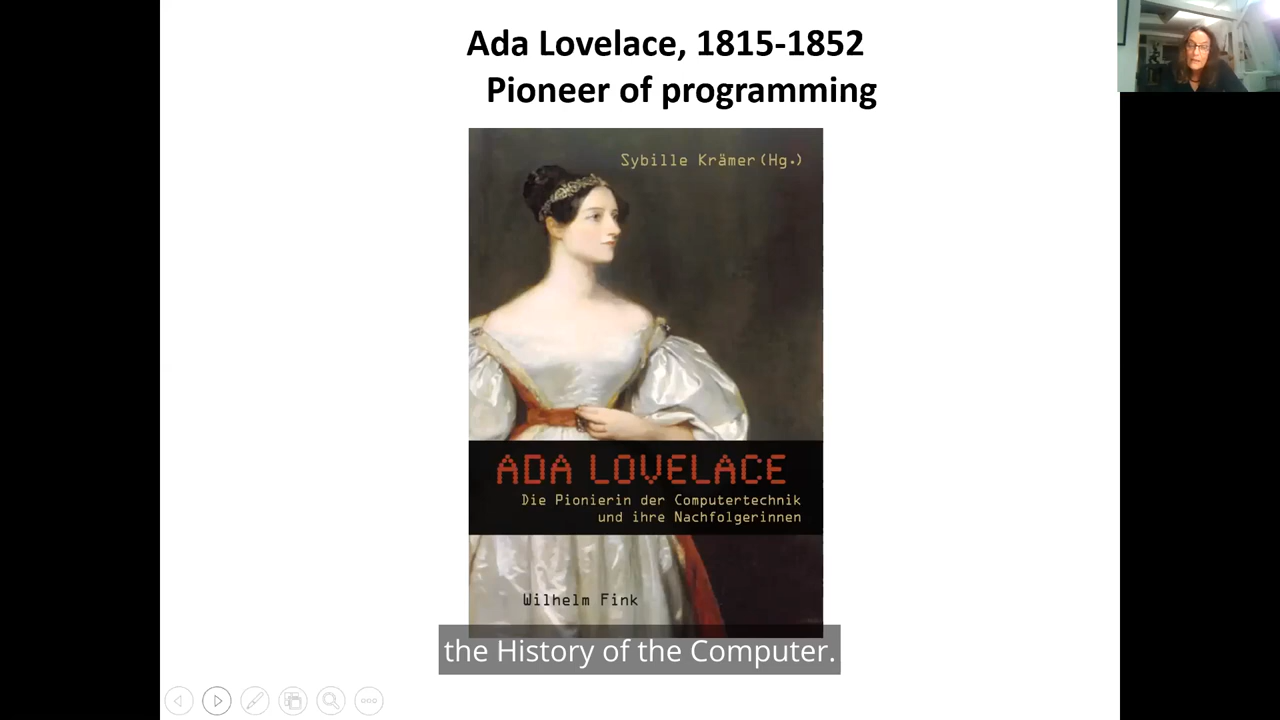 Ada Lovelace, 1815-1852
Pioneer of programming
Sybille Krämer (Hg.)
ADA LOVELACE
Die Pionierin der Computertechnik
und ihre Nachfolgerinnen
Wilhelm Fink
the History of the Computer.